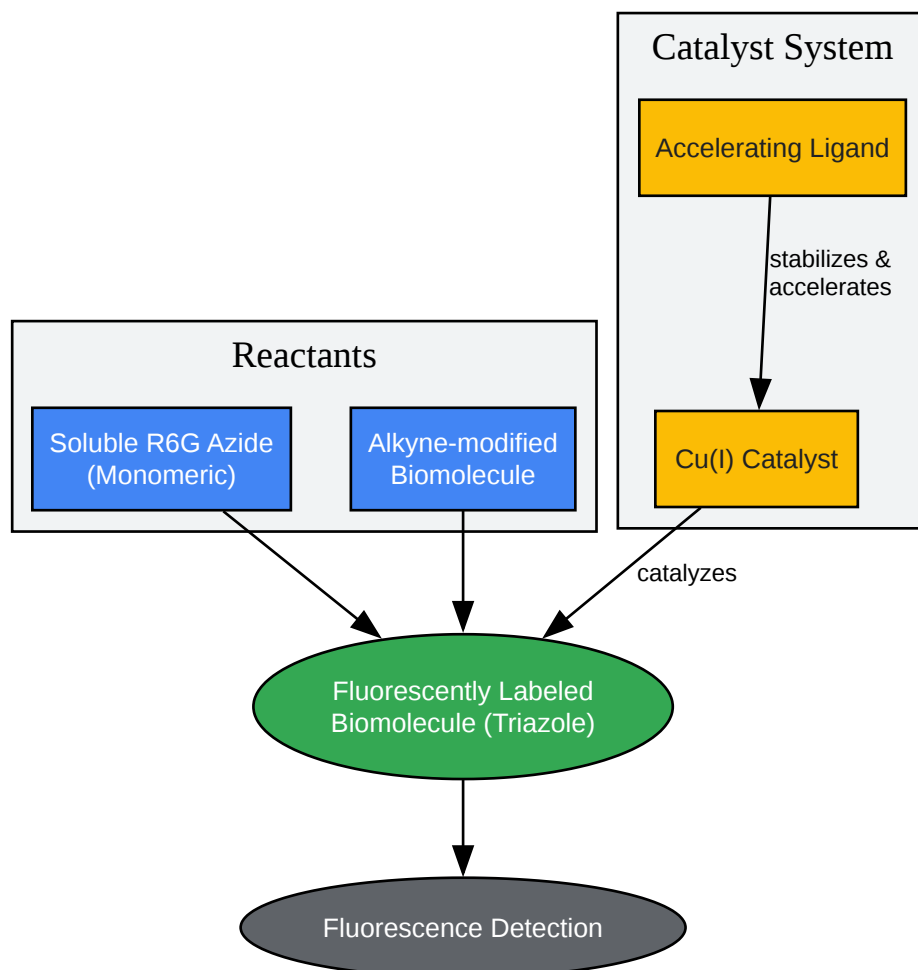 Catalyst System
Accelerating Ligand
stabilizes &
accelerates
Reactants
Soluble R6G Azide
(Monomeric)
Alkyne-modified
Biomolecule
Cu(I) Catalyst
catalyzes
Fluorescently Labeled
Biomolecule (Triazole)
Fluorescence Detection